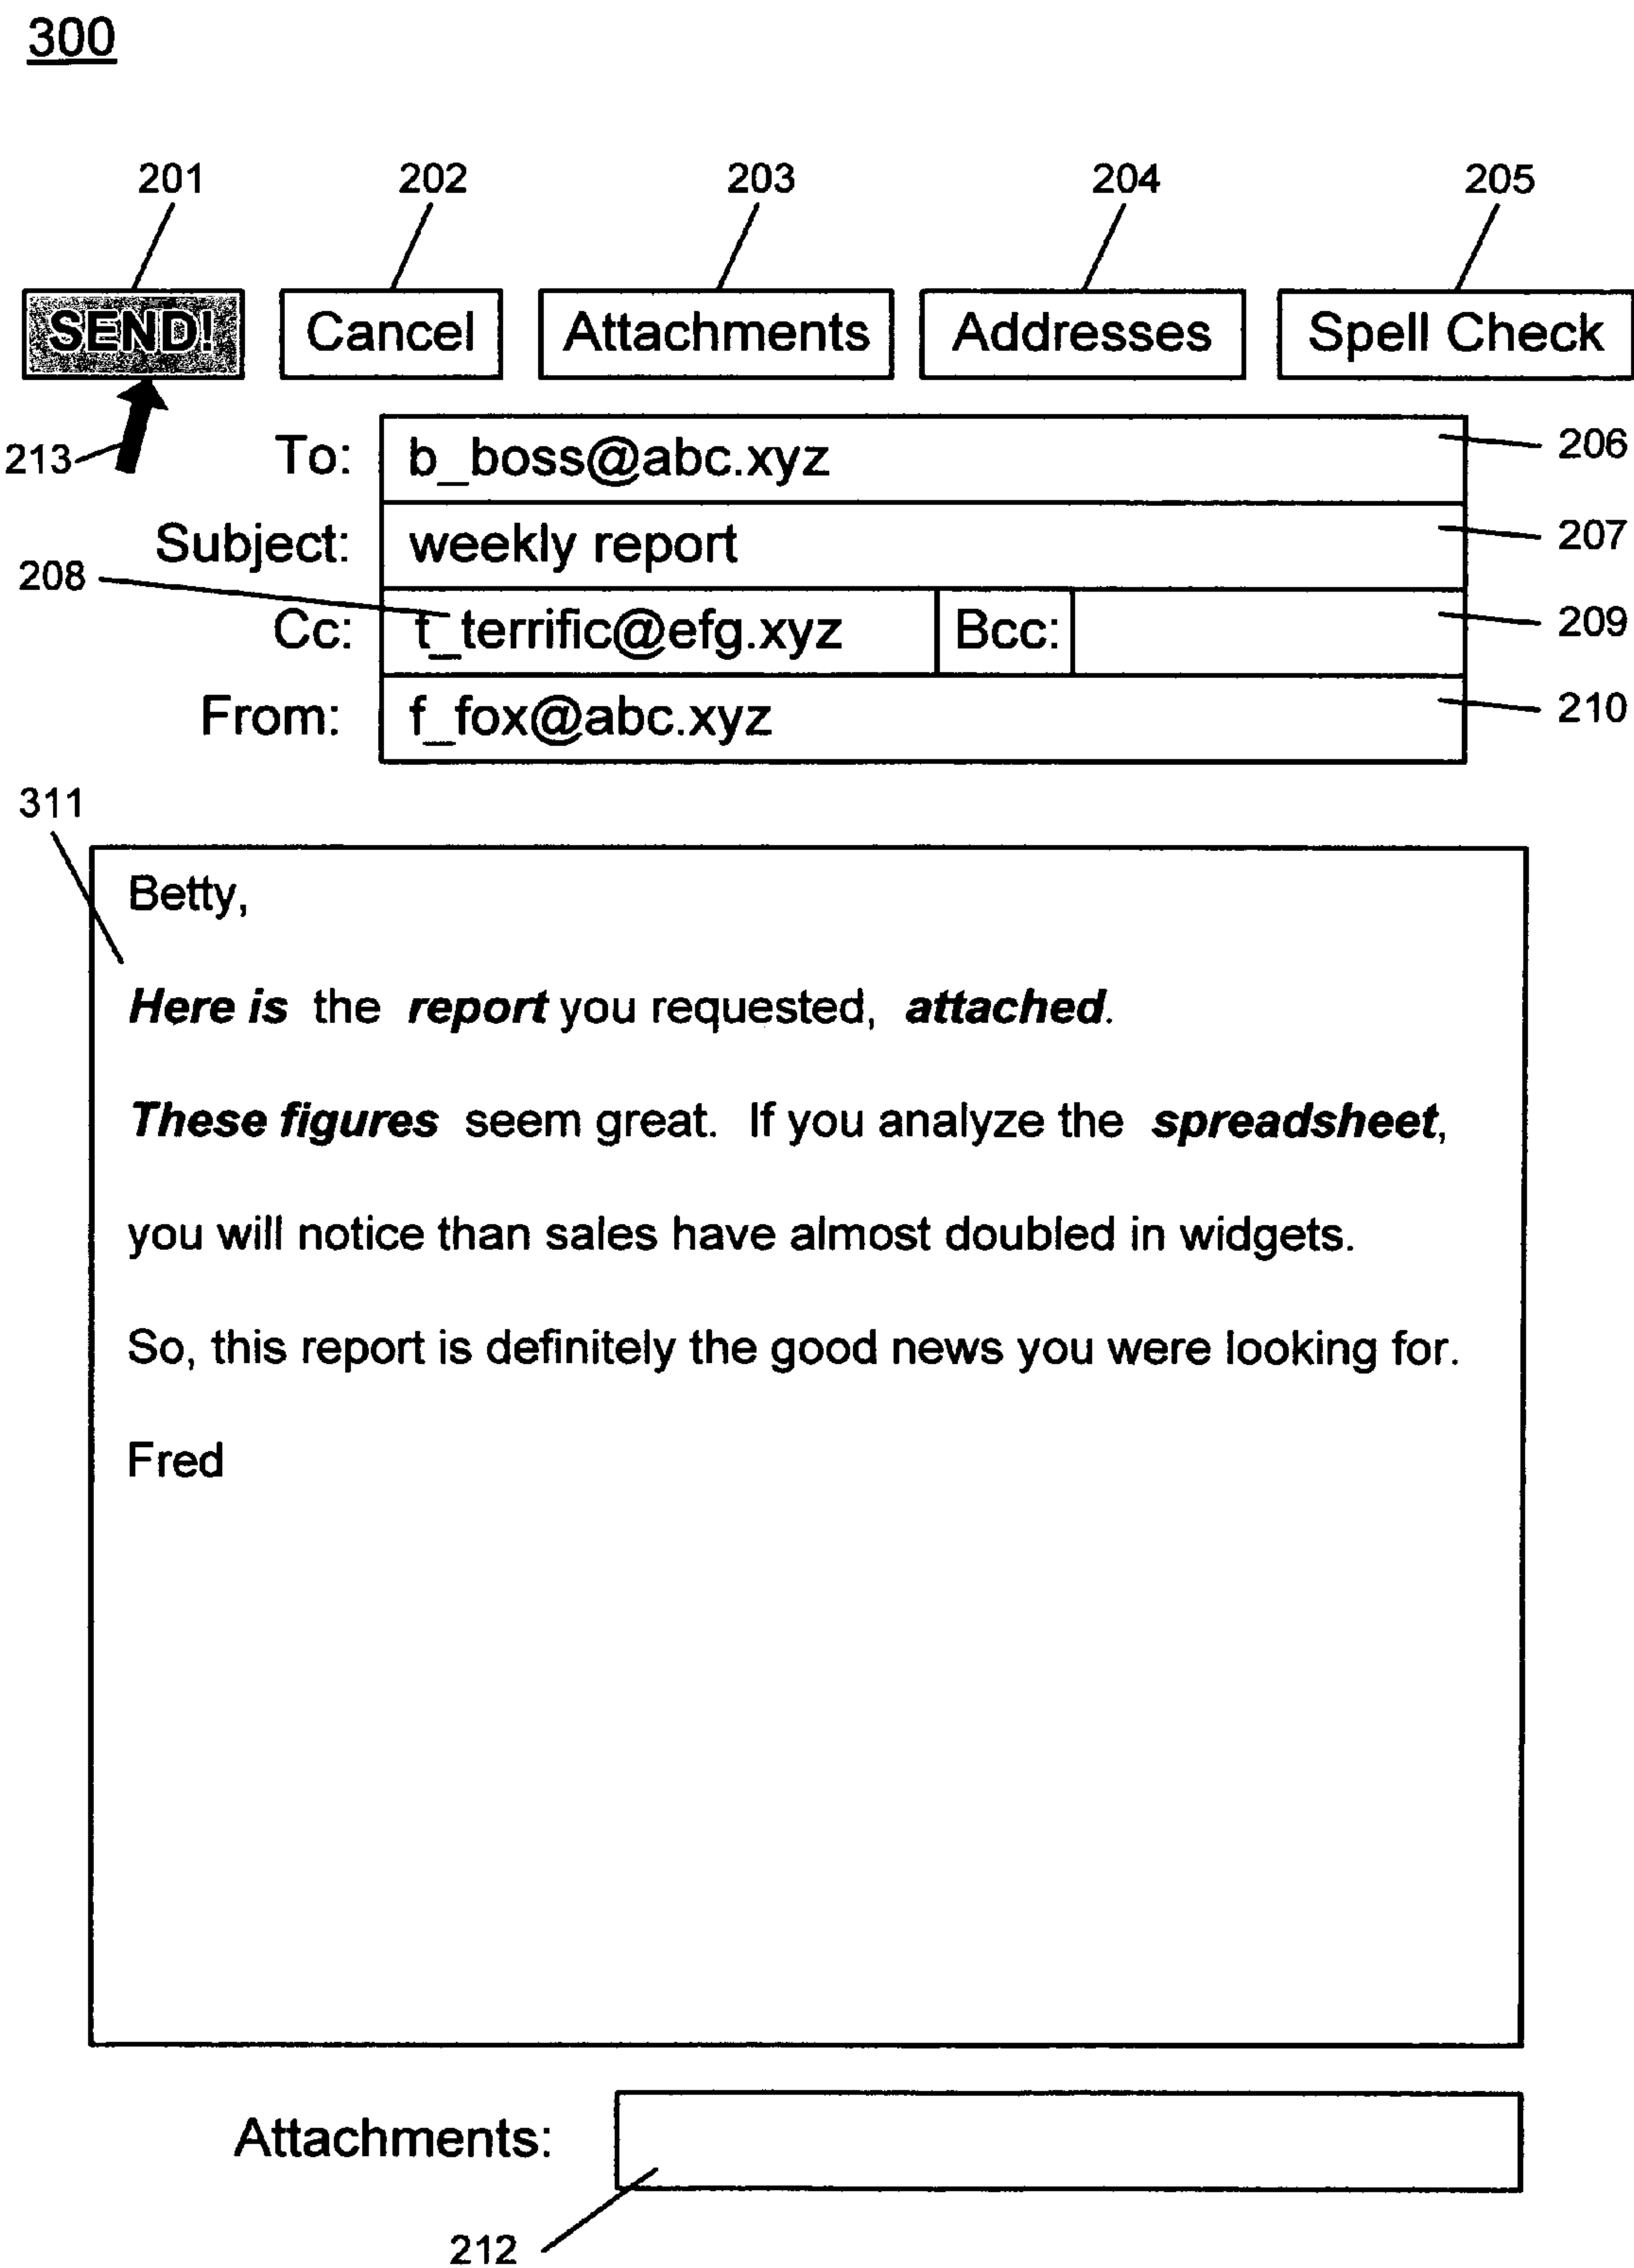 300
201 202 203 204 205
SEND! Cancel Attachments Addresses Spell Check
213 To: b_boss@abc.xyz 206
Subject: weekly report 207
208 Cc: t_terrific@efg.xyz Bcc: 209
From: f_fox@abc.xyz 210
311
Betty,
Here is the report you requested, attached.
These figures seem great. If you analyze the spreadsheet,
you will notice than sales have almost doubled in widgets.
So, this report is definitely the good news you were looking for.
Fred
Attachments:
212